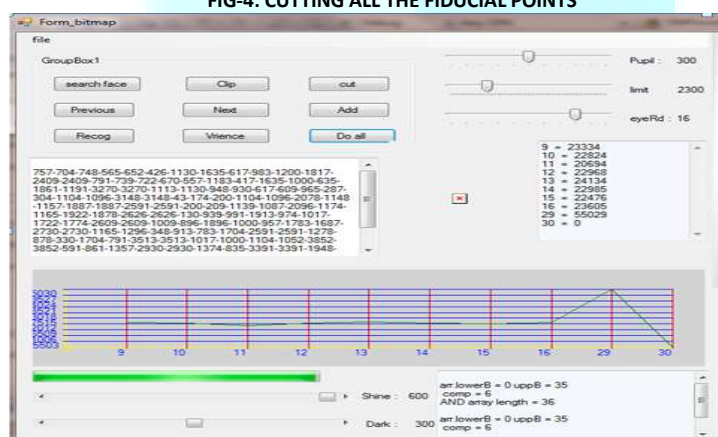 FIG-4: CUTTING ALL THE FIDUCIAL POINTS
Form_bitmap
file
GroupBox1
search face
Clip
cut
Previous
Next
Add
Recog
Vrience
Do all
Pupil : 300
limit 2300
eyeRd : 16
9 = 23334
10 = 22824
11 = 20694
12 = 22968
13 = 24134
14 = 22985
15 = 22476
16 = 23605
29 = 55029
30 = 0
757-704-748-565-652-426-1130-1635-617-983-1200-1817-
2409-2409-791-739-722-670-557-1183-417-1635-1000-635-
1861-1191-3270-3270-1113-1130-948-930-617-609-965-287-
304-1104-1096-3148-3148-43-174-200-1104-1096-2078-1148
-1157-1887-1887-2591-2591-200-209-1139-1087-2096-1174-
1165-1922-1878-2626-2626-130-939-991-1913-974-1017-
1722-1774-2609-2609-1009-896-1896-1000-957-1783-1687-
2730-2730-1165-1296-348-913-783-1704-2591-2591-1278-
878-330-1704-791-3513-3513-1017-1000-1104-1052-3852-
3852-591-861-1357-2930-2930-1374-835-3391-3391-1948-
9 10 11 12 13 14 15 16 29 30
Shine : 600
Dark : 300
arr.lowerB = 0 uppB = 35
comp = 6
AND array length = 36
arr.lowerB = 0 uppB = 35
comp = 6